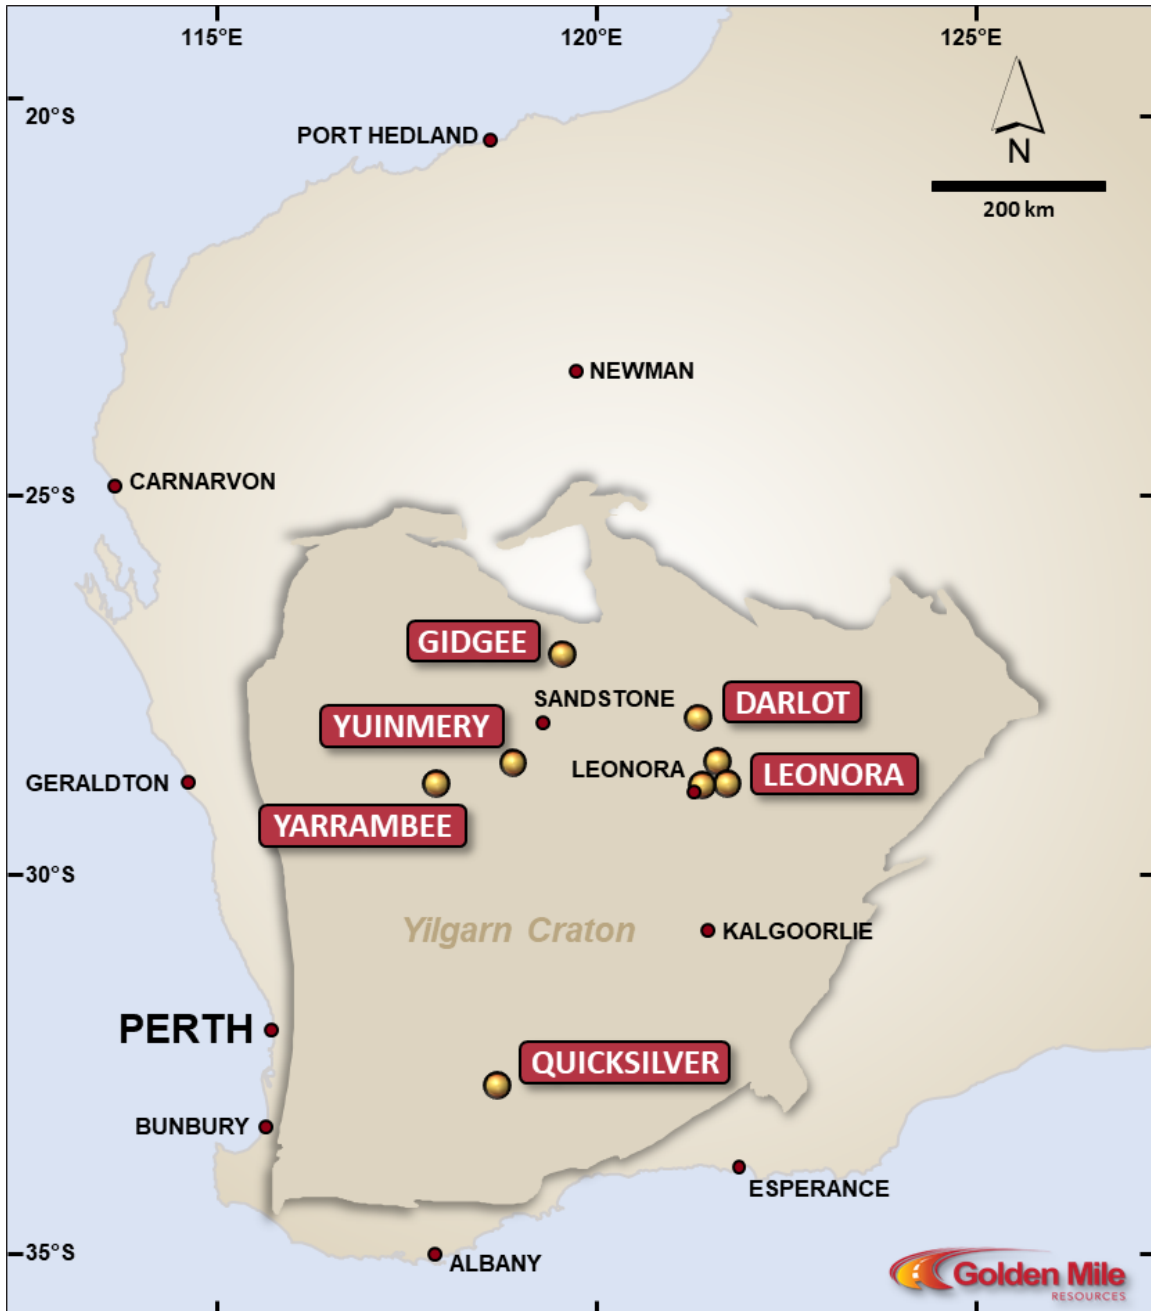 115°E
120°E
125°E
20°S
PORT HEDLAND
N
200 km
NEWMAN
CARNARVON
25°S
GIDGEE
SANDSTONE
DARLOT
YUINMERY
LEONORA
LEONORA
GERALDTON
YARRAMBEE
30°S
Yilgarn Craton
KALGOORLIE
PERTH
QUICKSILVER
BUNBURY
ESPERANCE
35°S
ALBANY
Golden Mile
RESOURCES